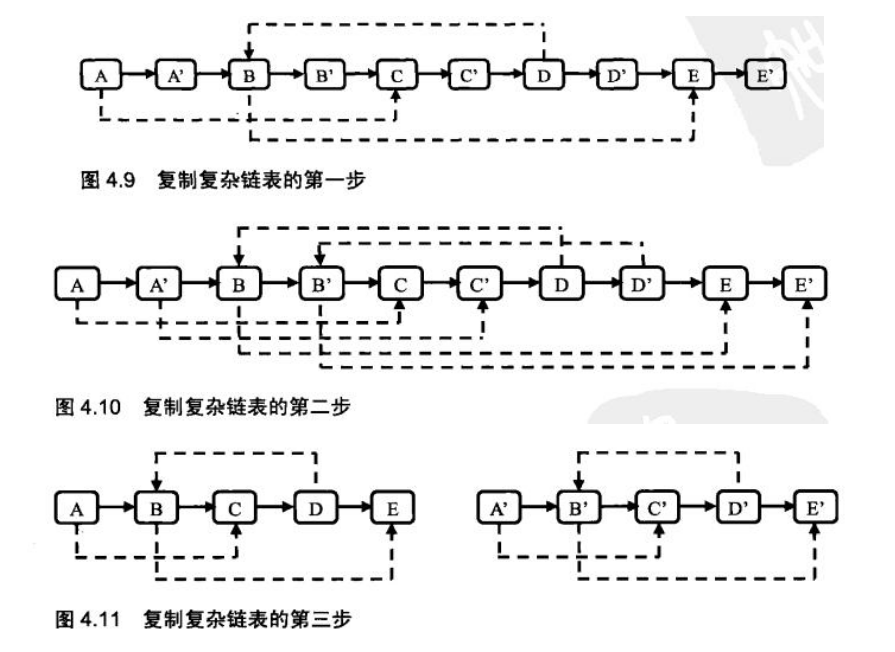 A A' B B' C C' D D' E E'
图 4.9 复制复杂链表的第一步
A A' B B' C C' D D' E E'
图 4.10 复制复杂链表的第二步
A B C D E A' B' C' D' E'
图 4.11 复制复杂链表的第三步